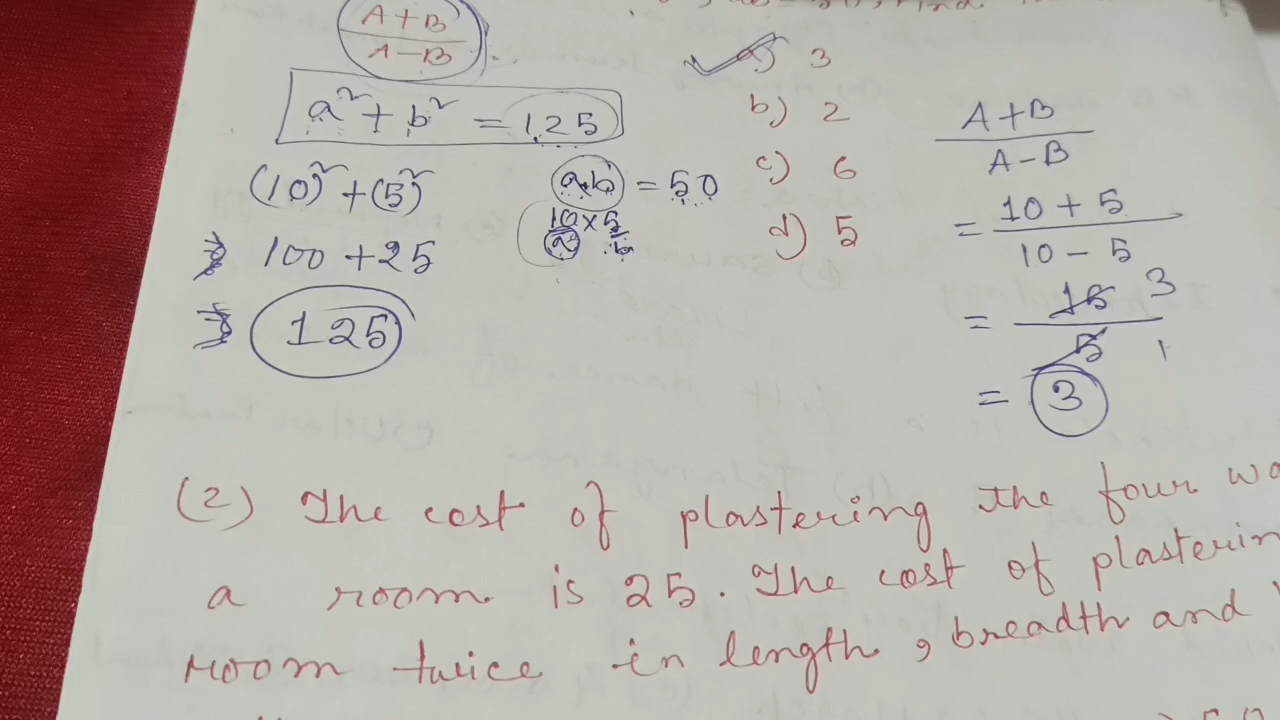 A+B
A-B
a² + b² = 125
(10)² + (5)²
100 + 25
125
a.b = 50
10 × 5
a b
a) 3
b) 2
c) 6
d) 5
A+B
A-B
= 10 + 5
10 - 5
= 15 3
5 1
= 3
(2) The cost of plastering the four
a room is 25. The cost of
room twice in length, breadth and